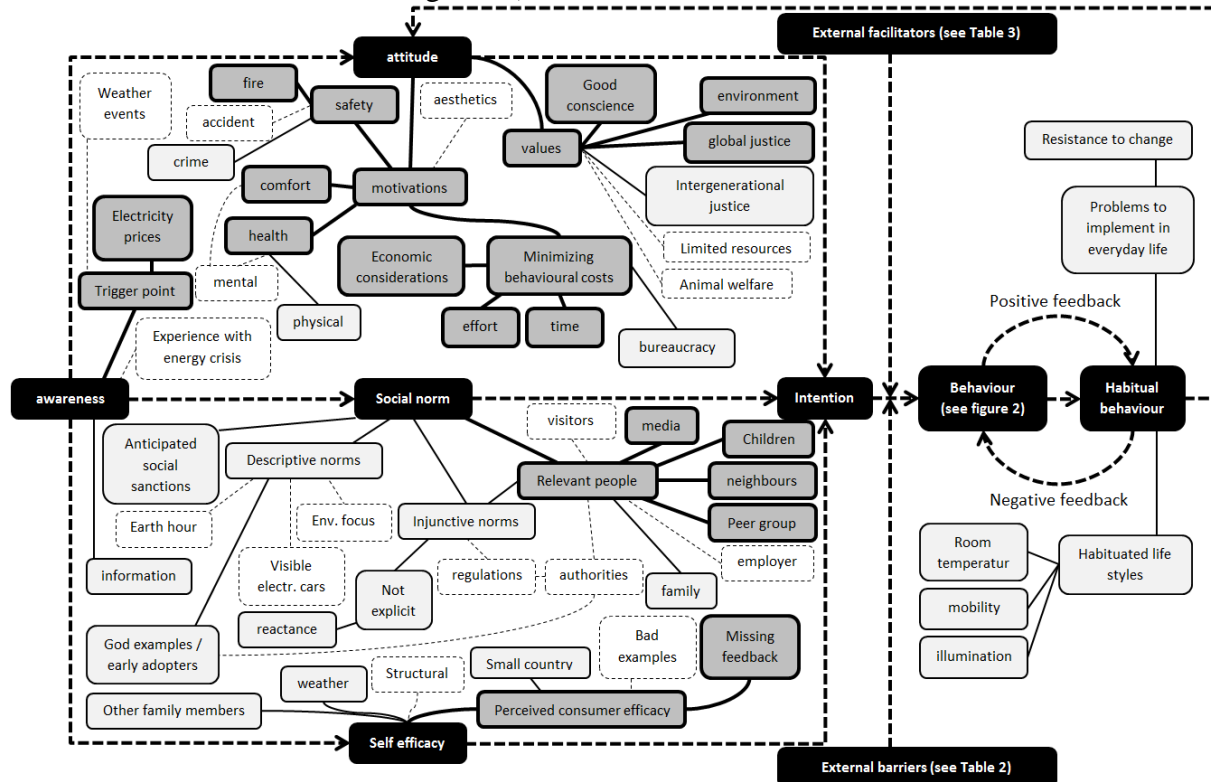 External facilitators (see Table 3)
attitude
fire
Weather
events
safety
aesthetics
Good
conscience
environment
accident
global justice
crime
values
Resistance to change
comfort
motivations
Intergenerational
justice
Electricity
prices
health
Problems to
implement in
everyday life
Economic
considerations
Minimizing
behavioural costs
Limited resources
mental
Trigger point
Animal welfare
physical
effort
time
Positive feedback
Experience with
energy crisis
bureaucracy
awareness
Social norm
Intention
Behaviour
(see figure 2)
Habitual
behaviour
visitors
media
Anticipated
social
sanctions
Descriptive norms
Children
Relevant people
neighbours
Negative feedback
Earth hour
Env. focus
Injunctive norms
Peer group
Room
temperatur
Habituated life
styles
information
Visible
electr. cars
regulations
authorities
employer
Not
explicit
family
mobility
reactance
God examples /
early adopters
Bad
examples
Missing
feedback
illumination
weather
Structural
Small country
Other family members
Perceived consumer efficacy
Self efficacy
External barriers (see Table 2)